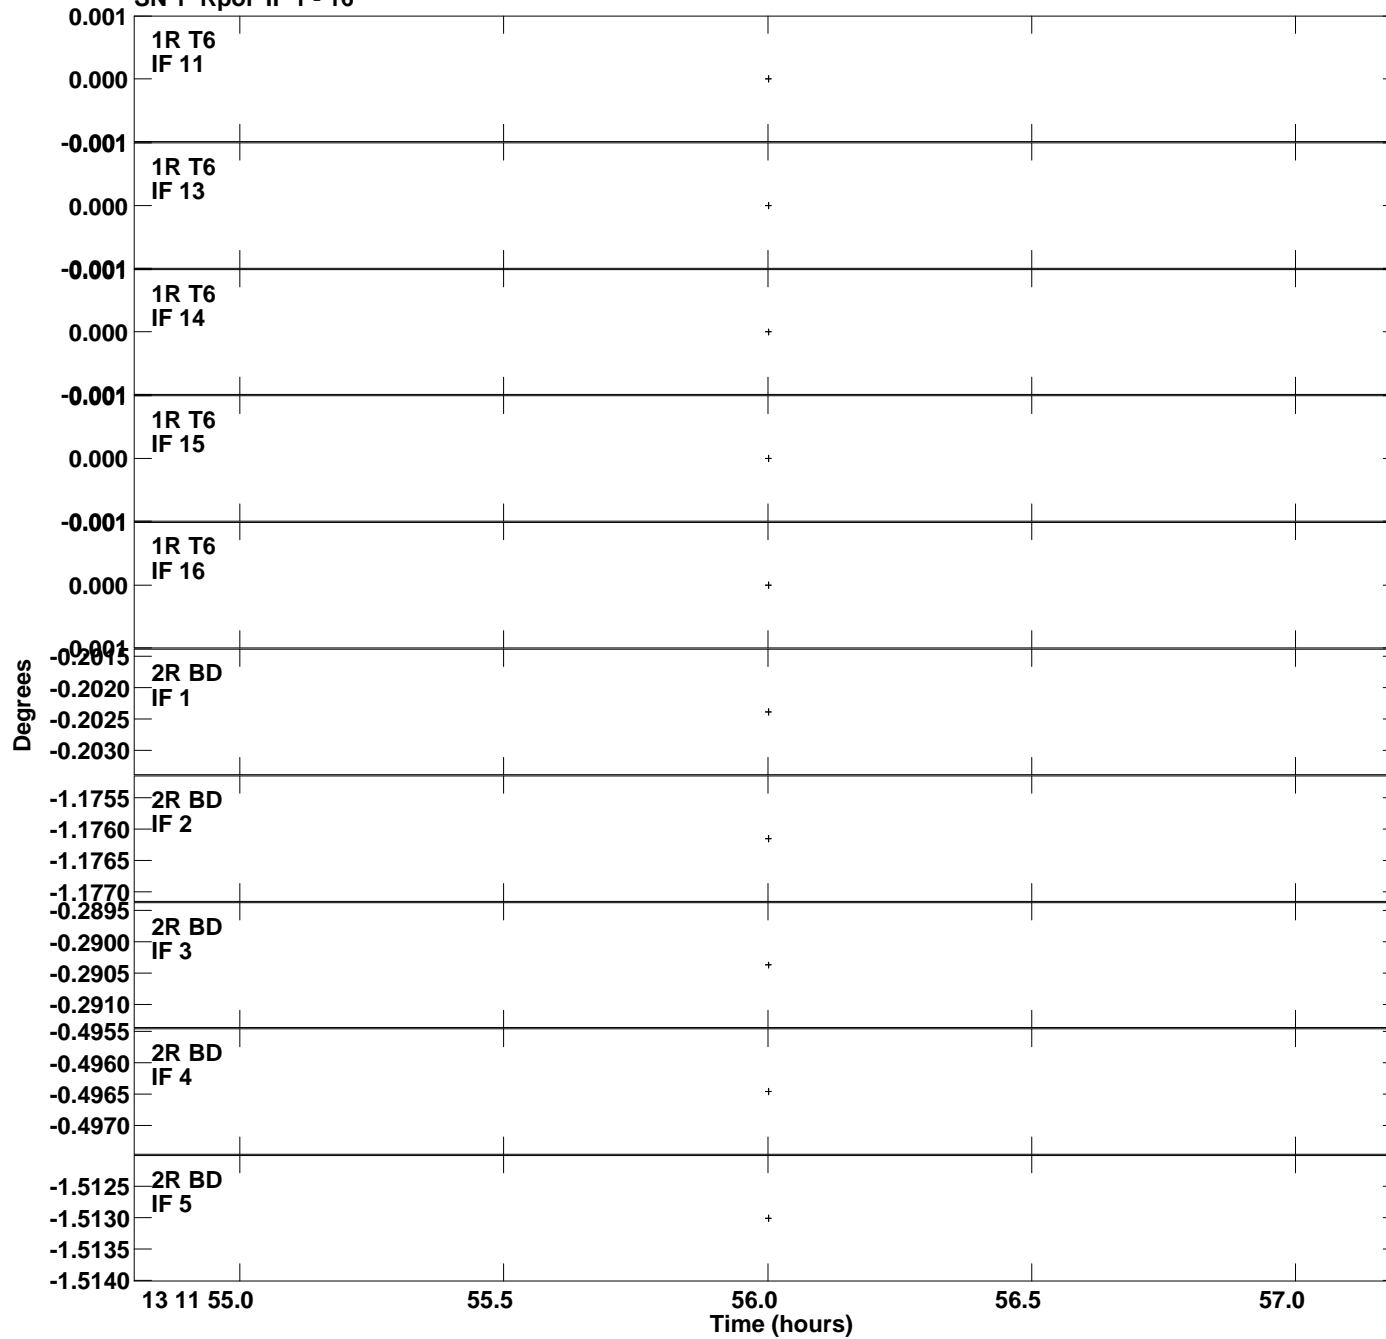 SN 1 Rpol IF 1 - 16
0.001
1R T6
IF 11
0.000
-0.001
1R T6
IF 13
0.000
-0.001
1R T6
IF 14
0.000
-0.001
1R T6
IF 15
0.000
-0.001
1R T6
IF 16
0.000
0.001
-0.2015
2R BD
IF 1
-0.2020
-0.2025
-0.2030
-1.1755
2R BD
IF 2
-1.1760
-1.1765
-1.1770
-0.2895
2R BD
IF 3
-0.2900
-0.2905
-0.2910
-0.4955
2R BD
IF 4
-0.4960
-0.4965
-0.4970
2R BD
IF 5
-1.5125
-1.5130
-1.5135
-1.5140
Degrees
13 11 55.0 55.5 56.0 56.5 57.0
Time (hours)